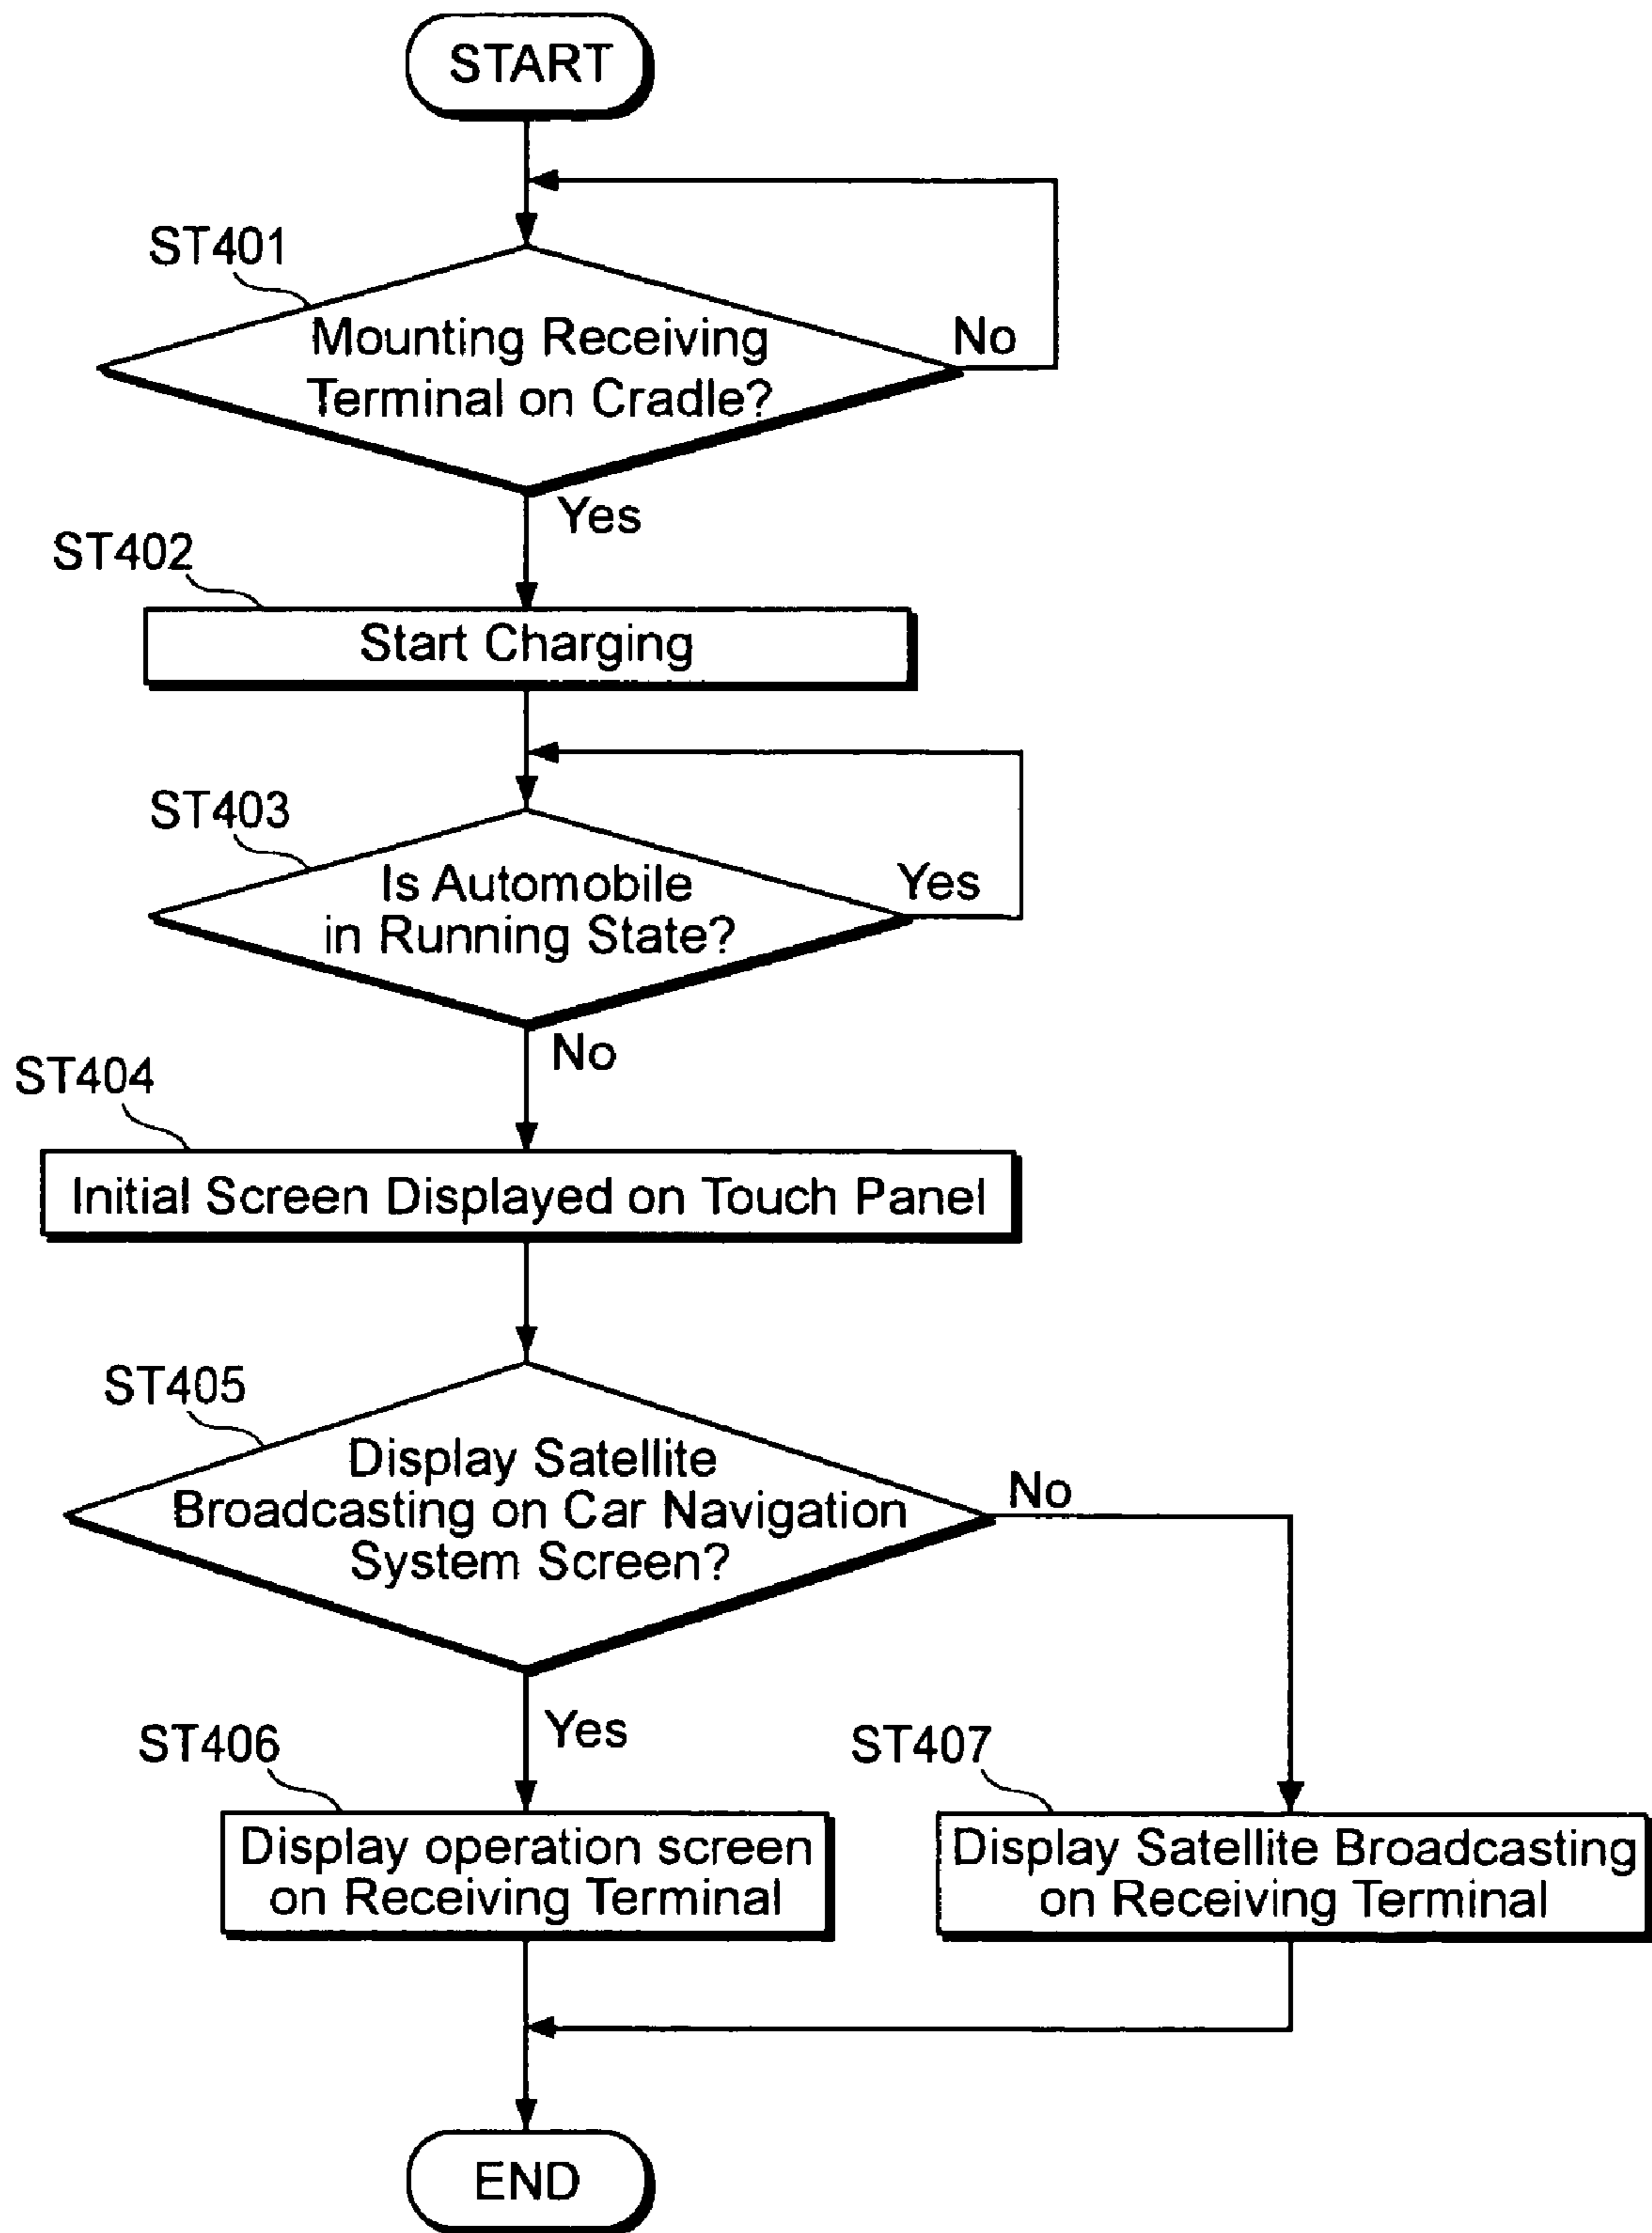 START
ST401
Mounting Receiving
Terminal on Cradle?
No
Yes
ST402
Start Charging
ST403
Is Automobile
in Running State?
Yes
No
ST404
Initial Screen Displayed on Touch Panel
ST405
Display Satellite
Broadcasting on Car Navigation
System Screen?
No
Yes
ST406
Display operation screen
on Receiving Terminal
ST407
Display Satellite Broadcasting
on Receiving Terminal
END